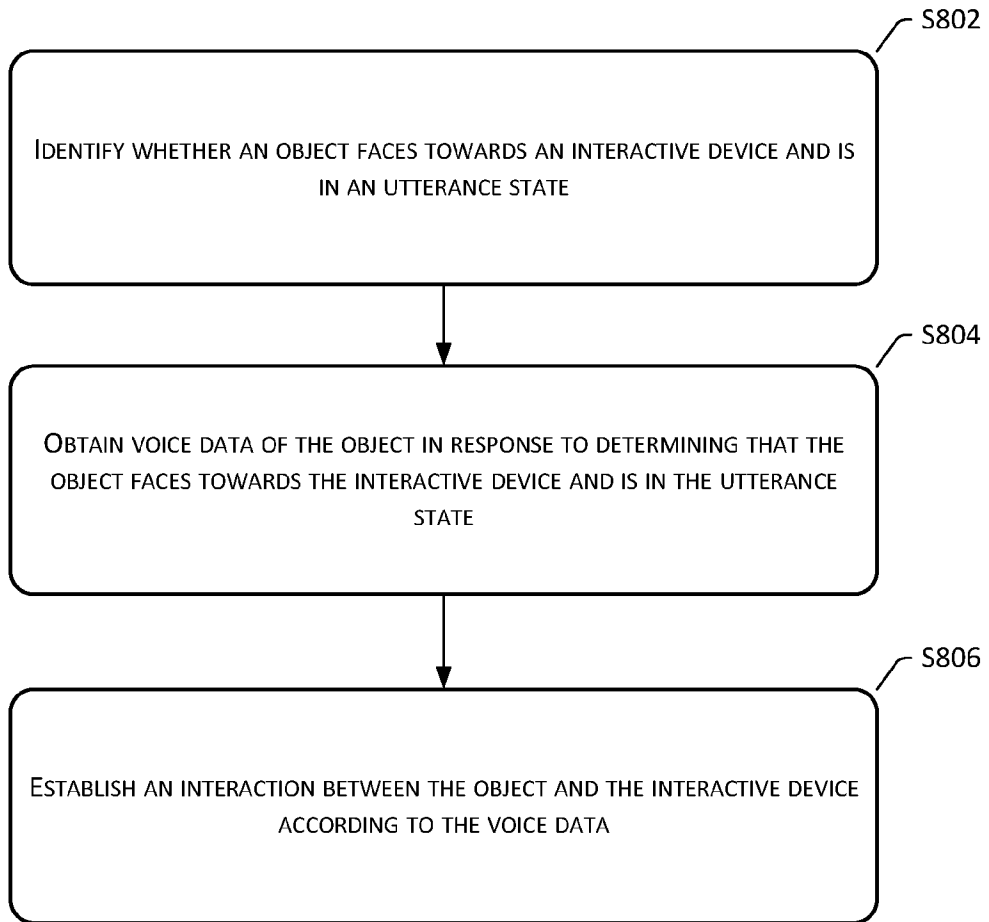 S802
IDENTIFY WHETHER AN OBJECT FACES TOWARDS AN INTERACTIVE DEVICE AND IS
IN AN UTTERANCE STATE
S804
OBTAIN VOICE DATA OF THE OBJECT IN RESPONSE TO DETERMINING THAT THE
OBJECT FACES TOWARDS THE INTERACTIVE DEVICE AND IS IN THE UTTERANCE
STATE
S806
ESTABLISH AN INTERACTION BETWEEN THE OBJECT AND THE INTERACTIVE DEVICE
ACCORDING TO THE VOICE DATA